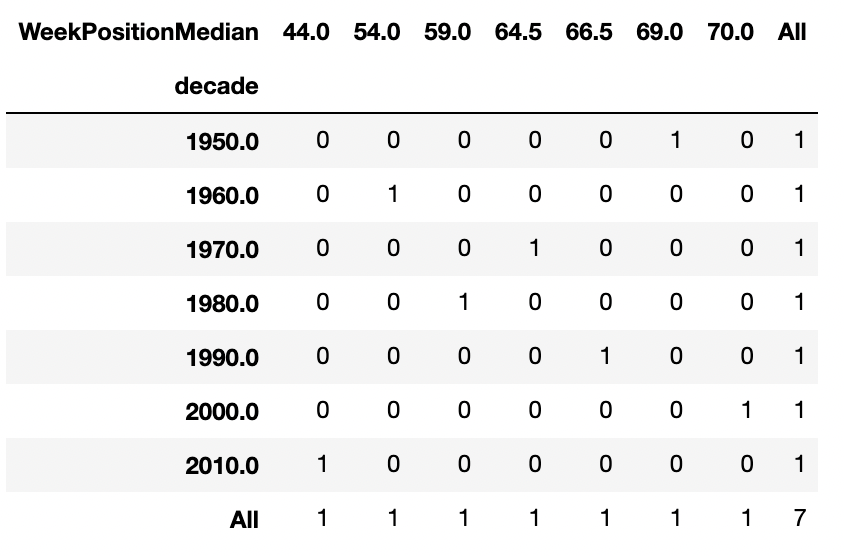 WeekPositionMedian 44.0 54.0 59.0 64.5 66.5 69.0 70.0 All
decade
1950.0 0 0 0 0 0 1 0 1
1960.0 0 1 0 0 0 0 0 1
1970.0 0 0 0 1 0 0 0 1
1980.0 0 0 1 0 0 0 0 1
1990.0 0 0 0 0 1 0 0 1
2000.0 0 0 0 0 0 0 1 1
2010.0 1 0 0 0 0 0 0 1
All 1 1 1 1 1 1 1 7